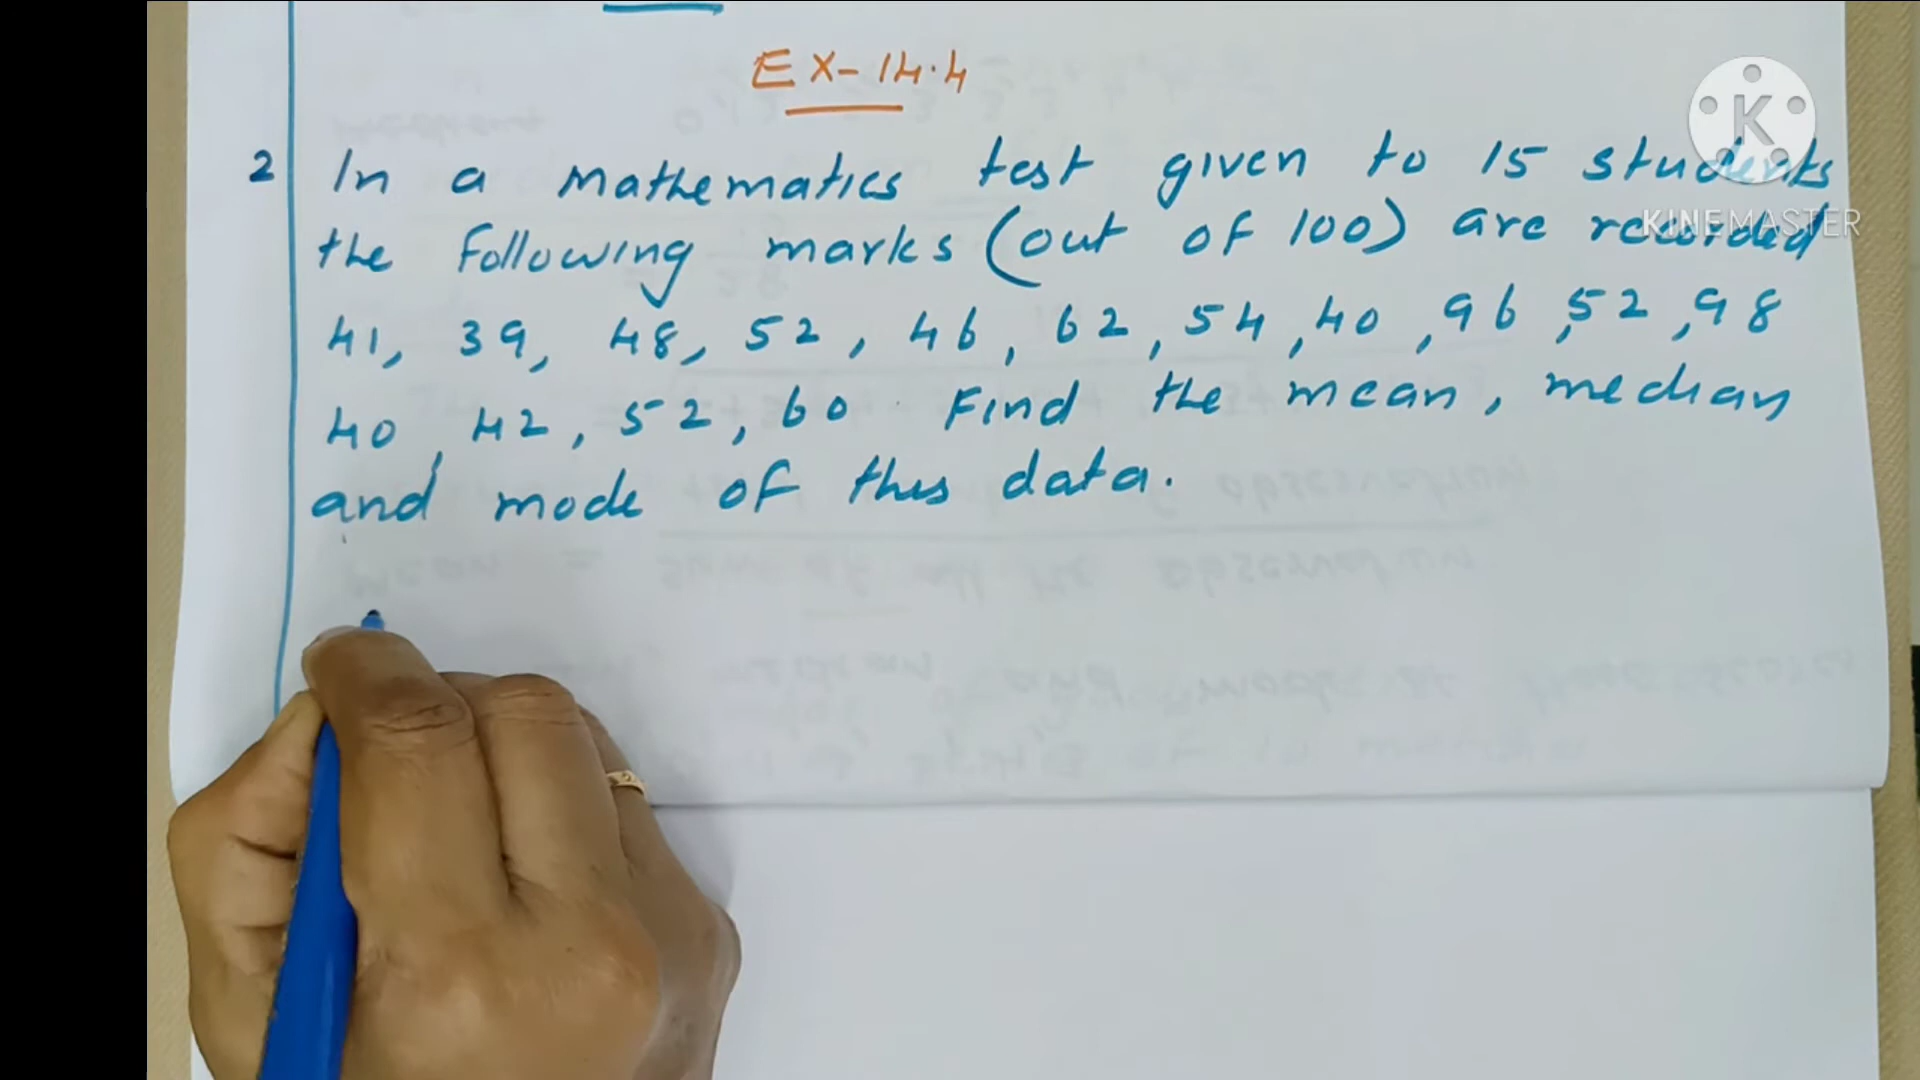 EX-14.4
2 In a mathematics test given to 15 students
the following marks (out of 100) are recorded
41, 39, 48, 52, 46, 62, 54, 40, 96, 52, 98
40, 42, 52, 60 Find the mean, median
and mode of this data.
K
KINEMASTER